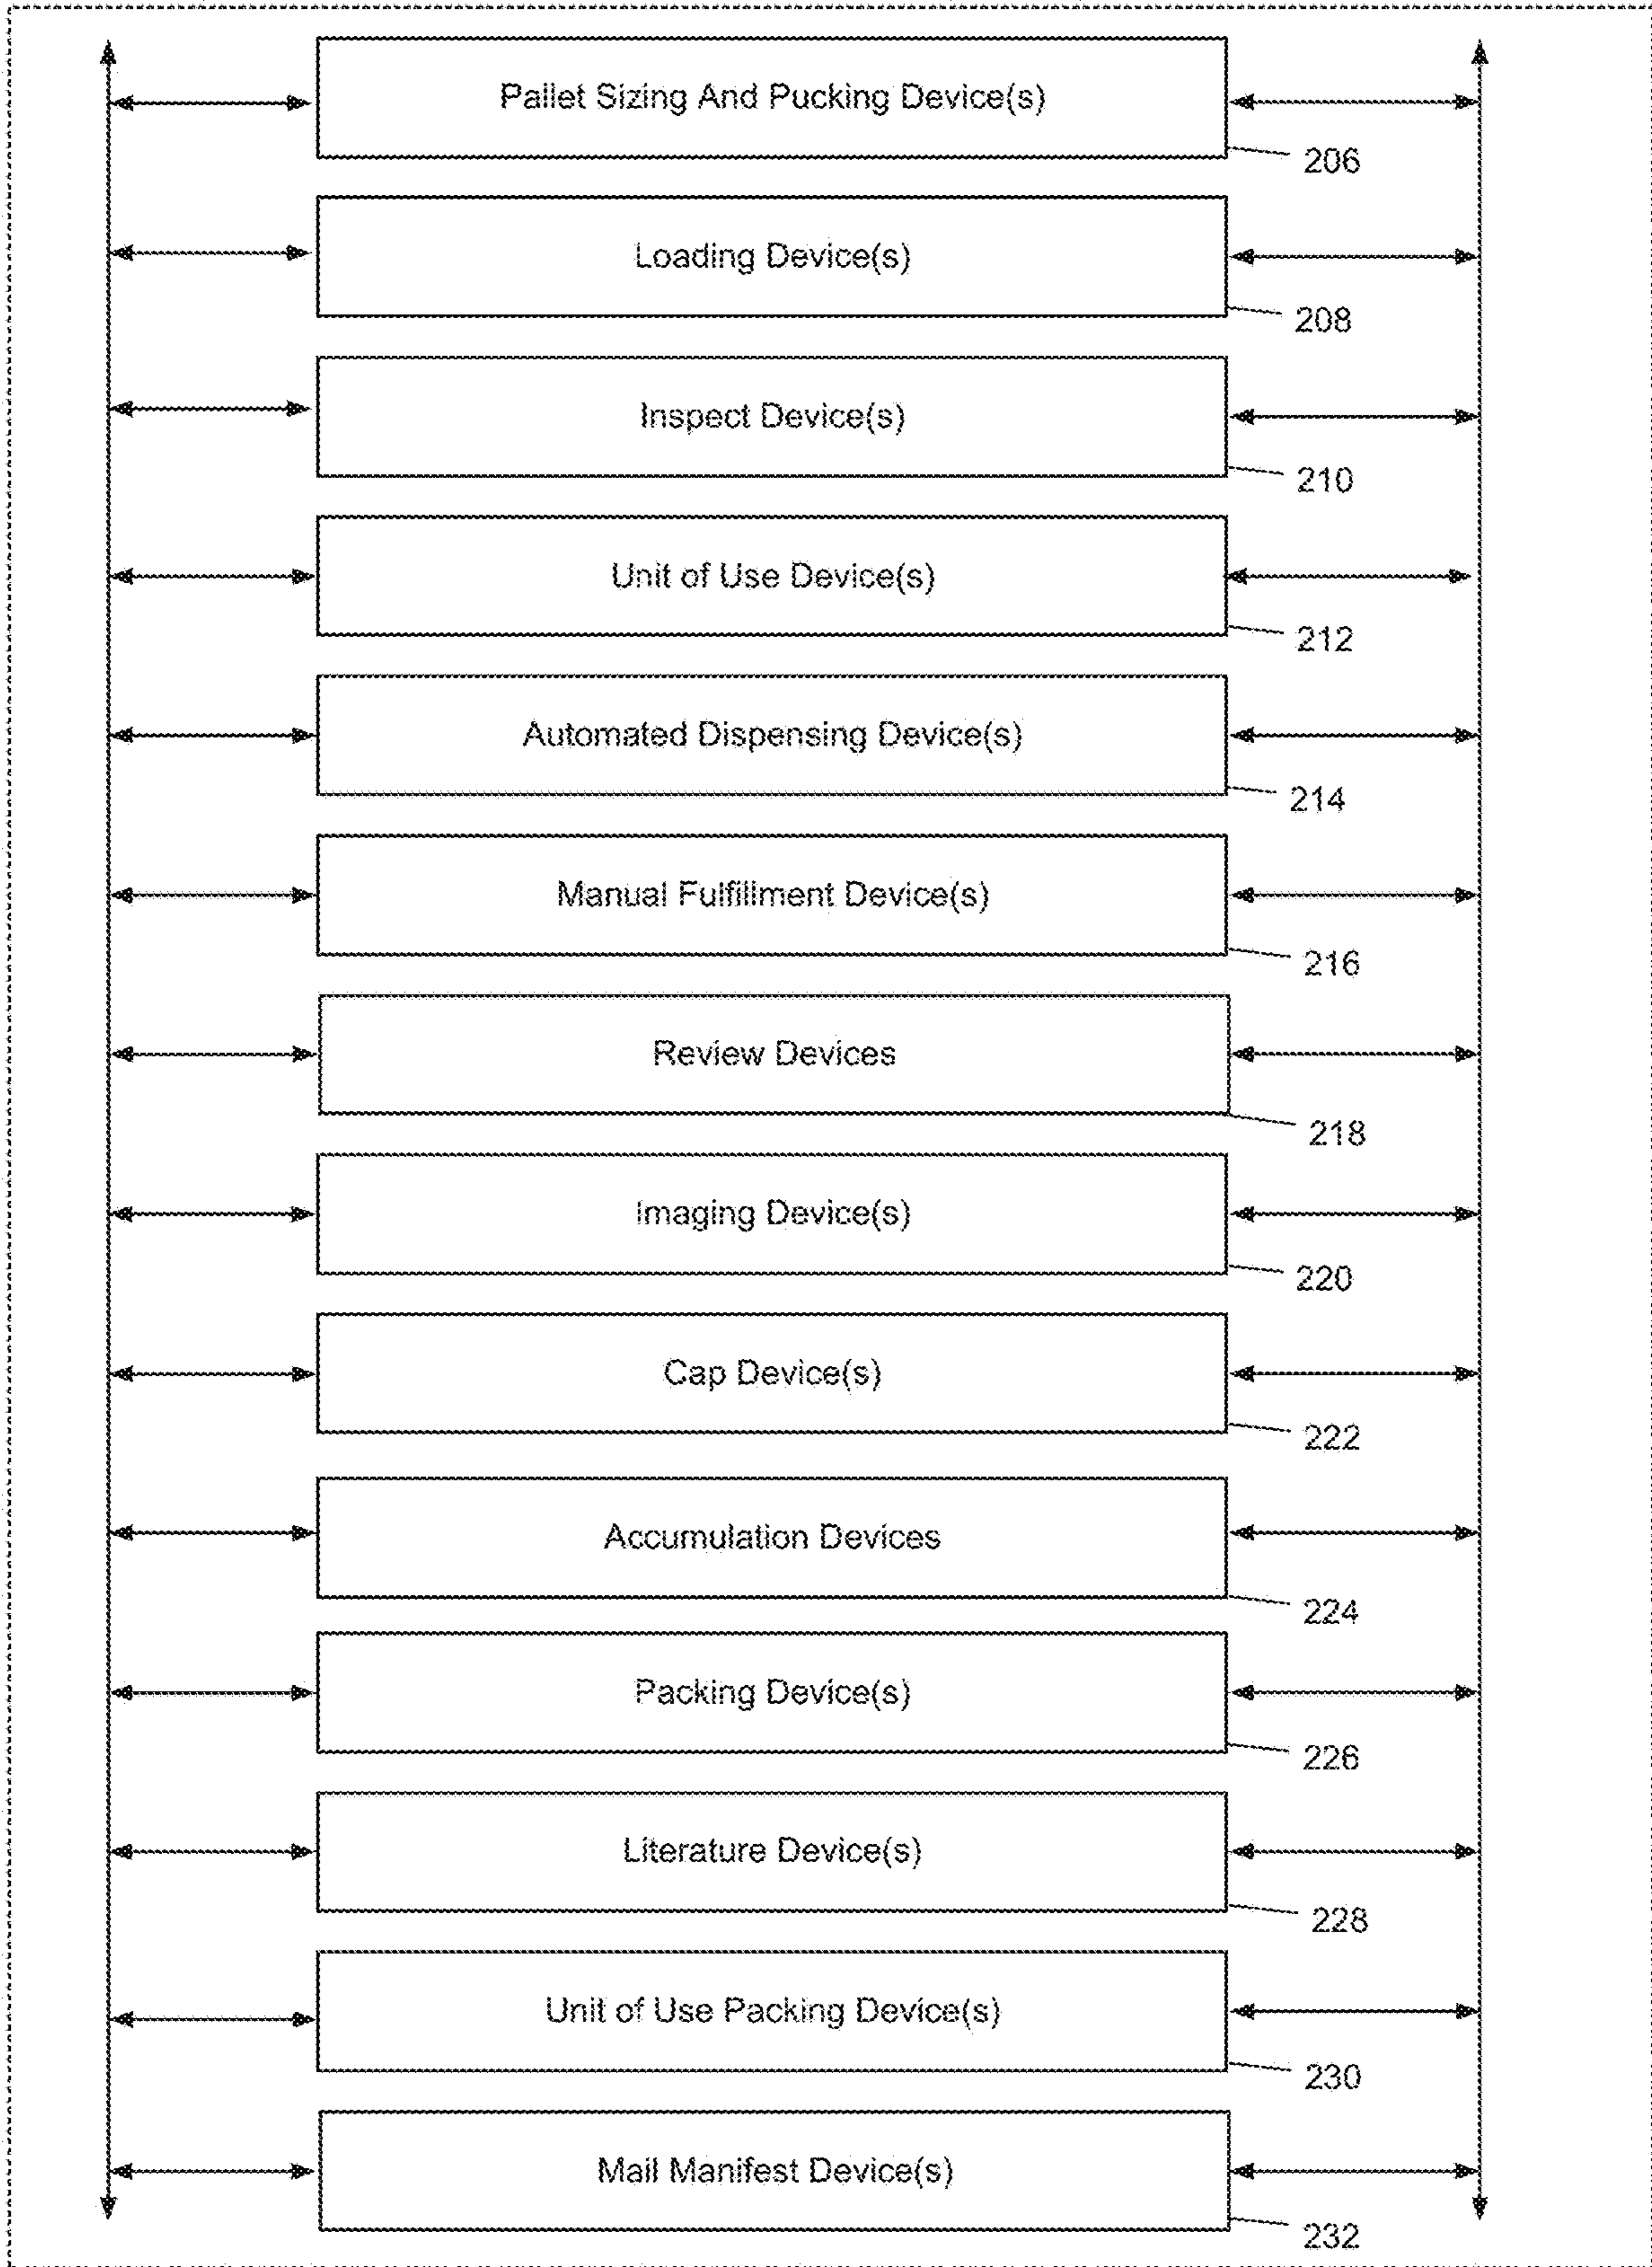 Pallet Sizing And Pucking Device(s)
206
Loading Device(s)
208
Inspect Device(s)
210
Unit of Use Device(s)
212
Automated Dispensing Device(s)
214
Manual Fulfillment Device(s)
216
Review Devices
218
Imaging Device(s)
220
Cap Device(s)
222
Accumulation Devices
224
Packing Device(s)
226
Literature Device(s)
228
Unit of Use Packing Device(s)
230
Mail Manifest Device(s)
232